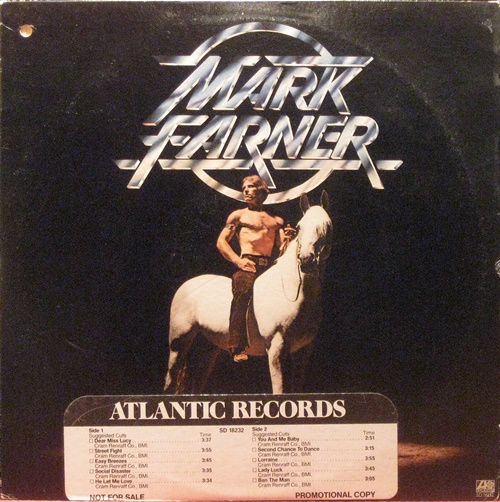 MARK
FARNER
ATLANTIC RECORDS
Side 1
SD 18232
Side 2
Suggested Cuts Time
Suggested Cuts Time
Dear Miss Lucy 3:37
Cram Renraff Co., BMI
Street Fight 3:55
Cram Renraff Co., BMI
Easy Breezes 3:45
Cram Renraff Co., BMI
Social Disaster 3:35
Cram Renraff Co., BMI
He Let Me Love 3:34
Cram Renraff Co., BMI
You And Me Baby 2:51
Cram Renraff Co., BMI
Second Chance To Dance 3:15
Cram Renraff Co., BMI
Lorraine 3:55
Cram Renraff Co., BMI
Lady Luck 3:45
Cram Renraff Co., BMI
Ban The Man 3:05
Cram Renraff Co., BMI
NOT FOR SALE
PROMOTIONAL COPY